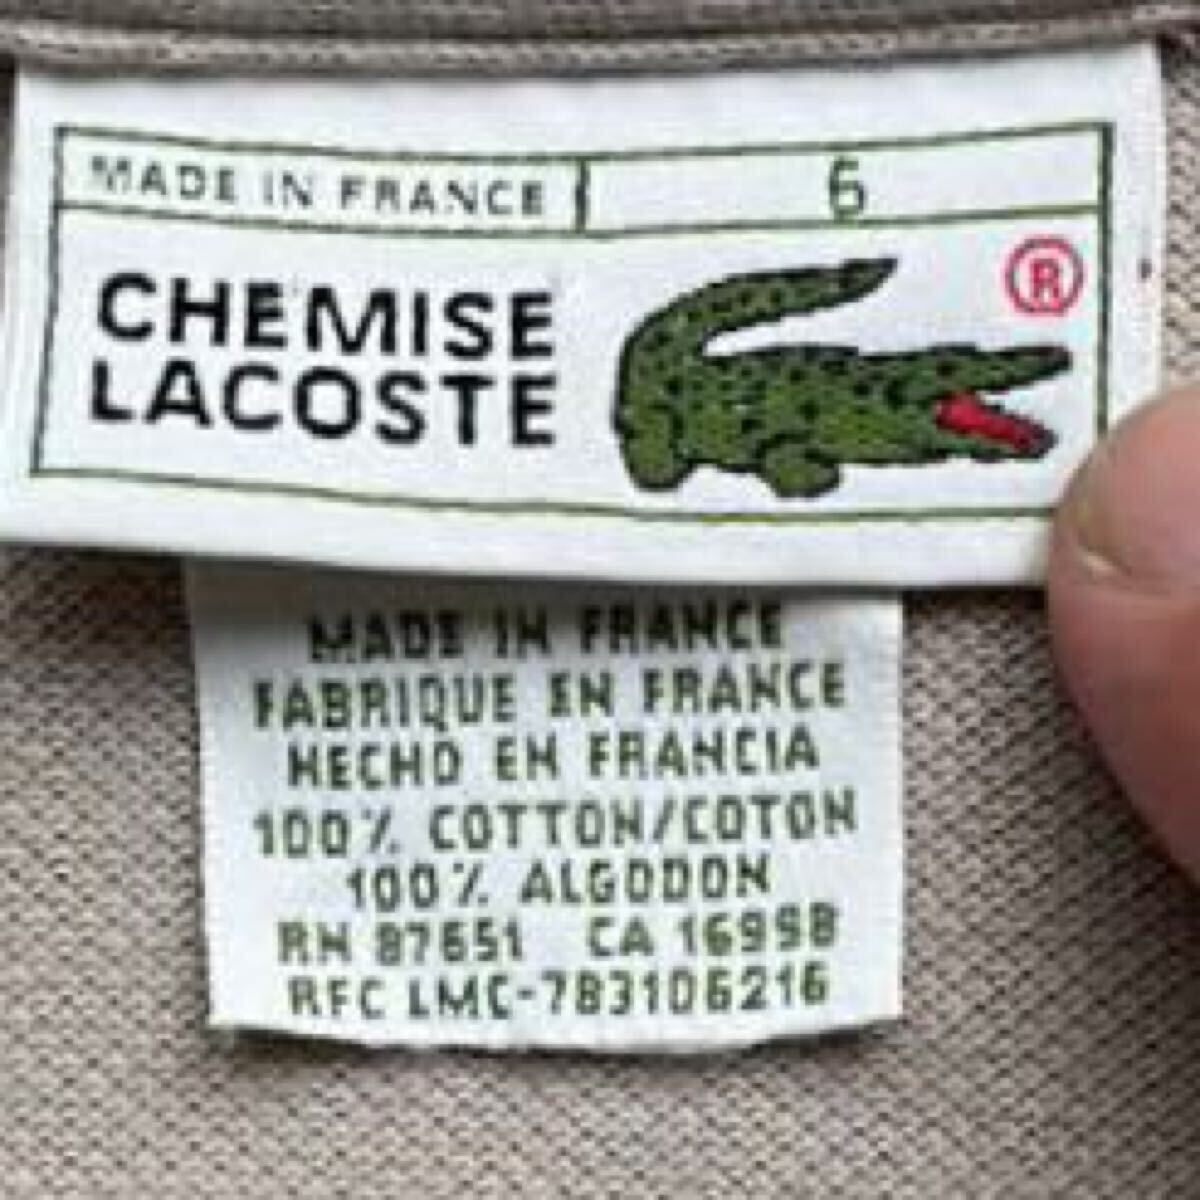 MADE IN FRANCE 6
CHEMISE
LACOSTE
®
MADE IN FRANCE
FABRIQUE EN FRANCE
HECHO EN FRANCIA
100% COTTON/COTON
100% ALGODON
RN 87651 CA 16998
RFC LMC-783106216